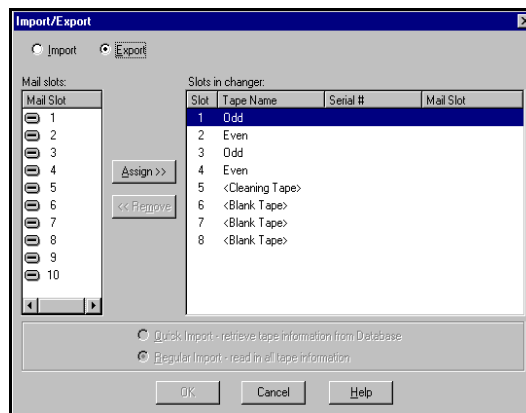 Import/Export
Import Export
Mail slots: Slots in changer:
Mail Slot Slot Tape Name Serial # Mail Slot
1 1 Odd
2 2 Even
3 3 Odd
4 4 Even
5 5 <Cleaning Tape>
6 6 <Blank Tape>
7 7 <Blank Tape>
8 8 <Blank Tape>
9
10
Assign >>
<< Remove
Quick Import - retrieve tape information from Database
Regular Import - read in all tape information
OK Cancel Help